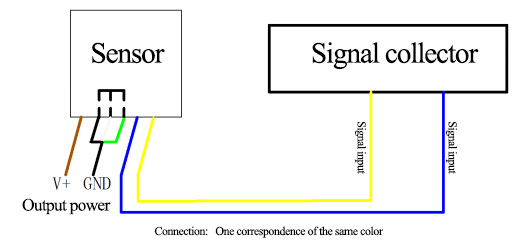 Sensor
Signal collector
Signal input
Signal input
V+ GND
Output power
Connection: One correspondence of the same color